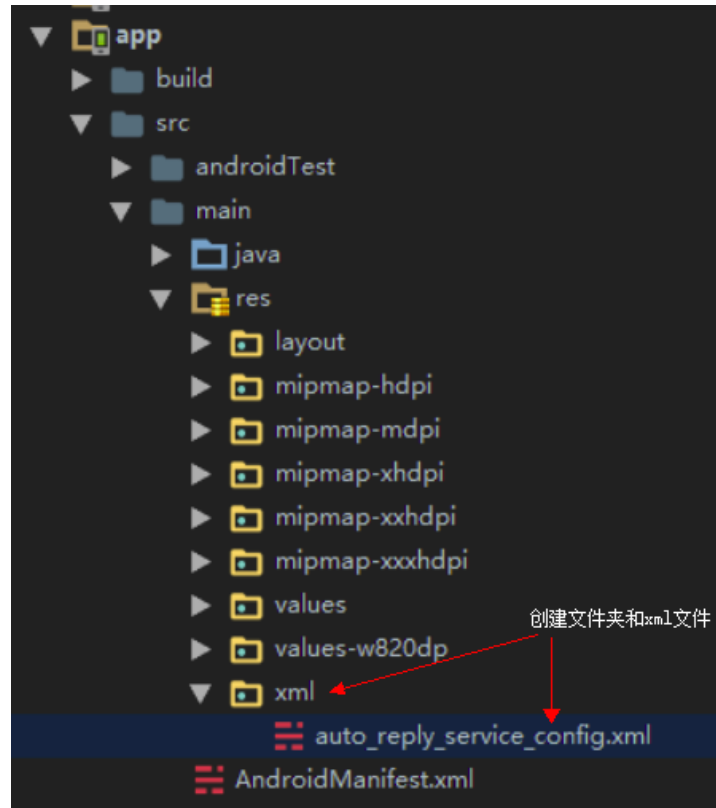 app
build
src
androidTest
main
java
res
layout
mipmap-hdpi
mipmap-mdpi
mipmap-xhdpi
mipmap-xxhdpi
mipmap-xxxhdpi
values
创建文件夹和xml文件
values-w820dp
xml
auto_reply_service_config.xml
AndroidManifest.xml